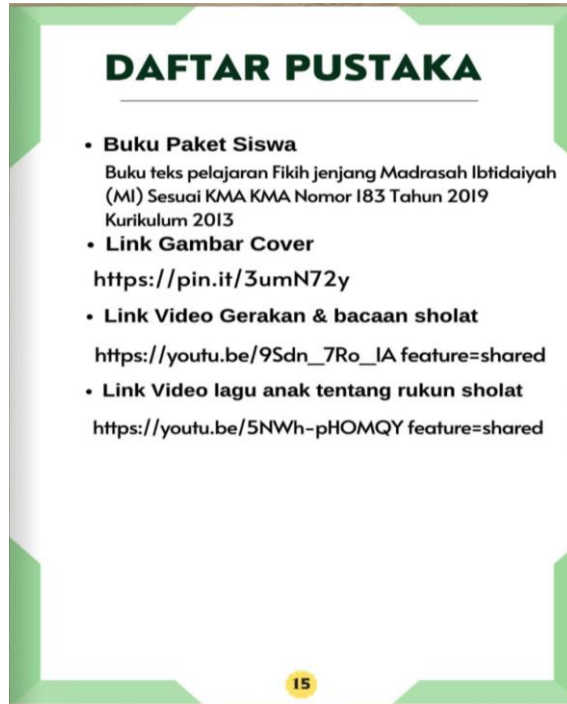 DAFTAR PUSTAKA
• Buku Paket Siswa
Buku teks pelajaran Fikih jenjang Madrasah Ibtidaiyah
(MI) Sesuai KMA KMA Nomor 183 Tahun 2019
Kurikulum 2013
• Link Gambar Cover
https://pin.it/3umN72y
• Link Video Gerakan & bacaan sholat
https://youtu.be/9Sdn_7Ro_lA feature=shared
• Link Video lagu anak tentang rukun sholat
https://youtu.be/5NWh-pHOMQY feature=shared
15